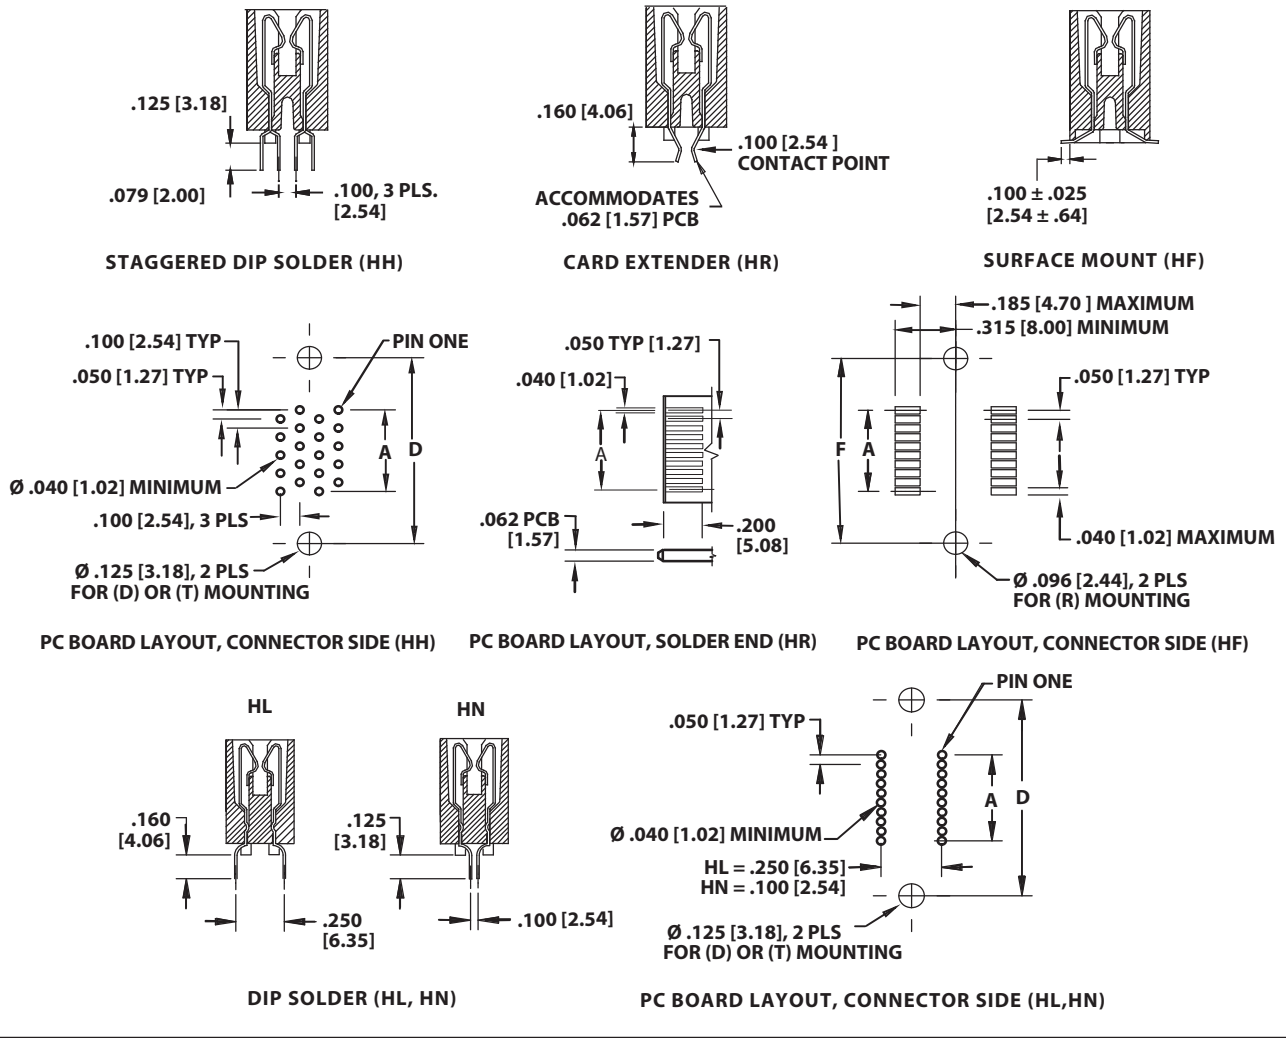 .125 [3.18]
.079 [2.00]
.100, 3 PLS.
[2.54]
STAGGERED DIP SOLDER (HH)
.160 [4.06]
.100 [2.54 ]
CONTACT POINT
ACCOMMODATES
.062 [1.57] PCB
CARD EXTENDER (HR)
.100 ± .025
[2.54 ± .64]
SURFACE MOUNT (HF)
.100 [2.54] TYP
PIN ONE
.050 [1.27] TYP
A
D
Ø .040 [1.02] MINIMUM
.100 [2.54], 3 PLS
Ø .125 [3.18], 2 PLS
FOR (D) OR (T) MOUNTING
PC BOARD LAYOUT, CONNECTOR SIDE (HH)
.050 TYP [1.27]
.040 [1.02]
A
.062 PCB
[1.57]
.200
[5.08]
PC BOARD LAYOUT, SOLDER END (HR)
.185 [4.70 ] MAXIMUM
.315 [8.00] MINIMUM
.050 [1.27] TYP
F
A
.040 [1.02] MAXIMUM
Ø .096 [2.44], 2 PLS
FOR (R) MOUNTING
PC BOARD LAYOUT, CONNECTOR SIDE (HF)
HL
HN
.160
[4.06]
.125
[3.18]
.250
[6.35]
.100 [2.54]
DIP SOLDER (HL, HN)
PIN ONE
.050 [1.27] TYP
A
D
Ø .040 [1.02] MINIMUM
HL = .250 [6.35]
HN = .100 [2.54]
Ø .125 [3.18], 2 PLS
FOR (D) OR (T) MOUNTING
PC BOARD LAYOUT, CONNECTOR SIDE (HL,HN)